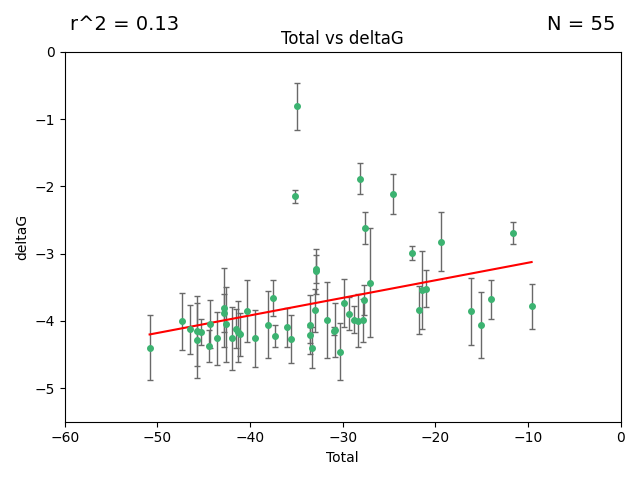 r^2 = 0.13
N = 55
Total vs deltaG
0
−1
−2
−3
−4
−5
deltaG
−60
−50
−40
−30
−20
−10
0
Total